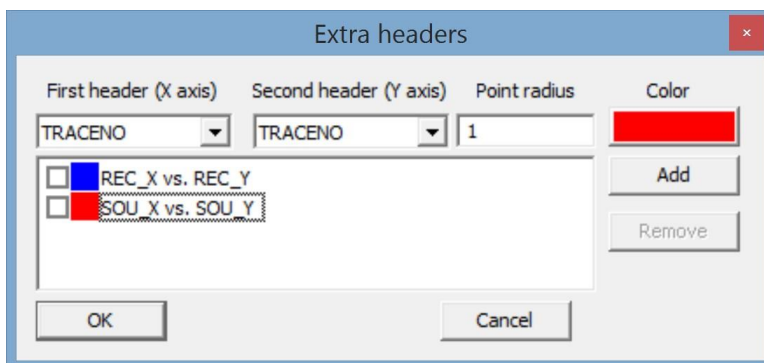 Extra headers
First header (X axis) Second header (Y axis) Point radius Color
TRACENO TRACENO 1
REC_X vs. REC_Y
Add
SOU_X vs. SOU_Y
Remove
OK Cancel